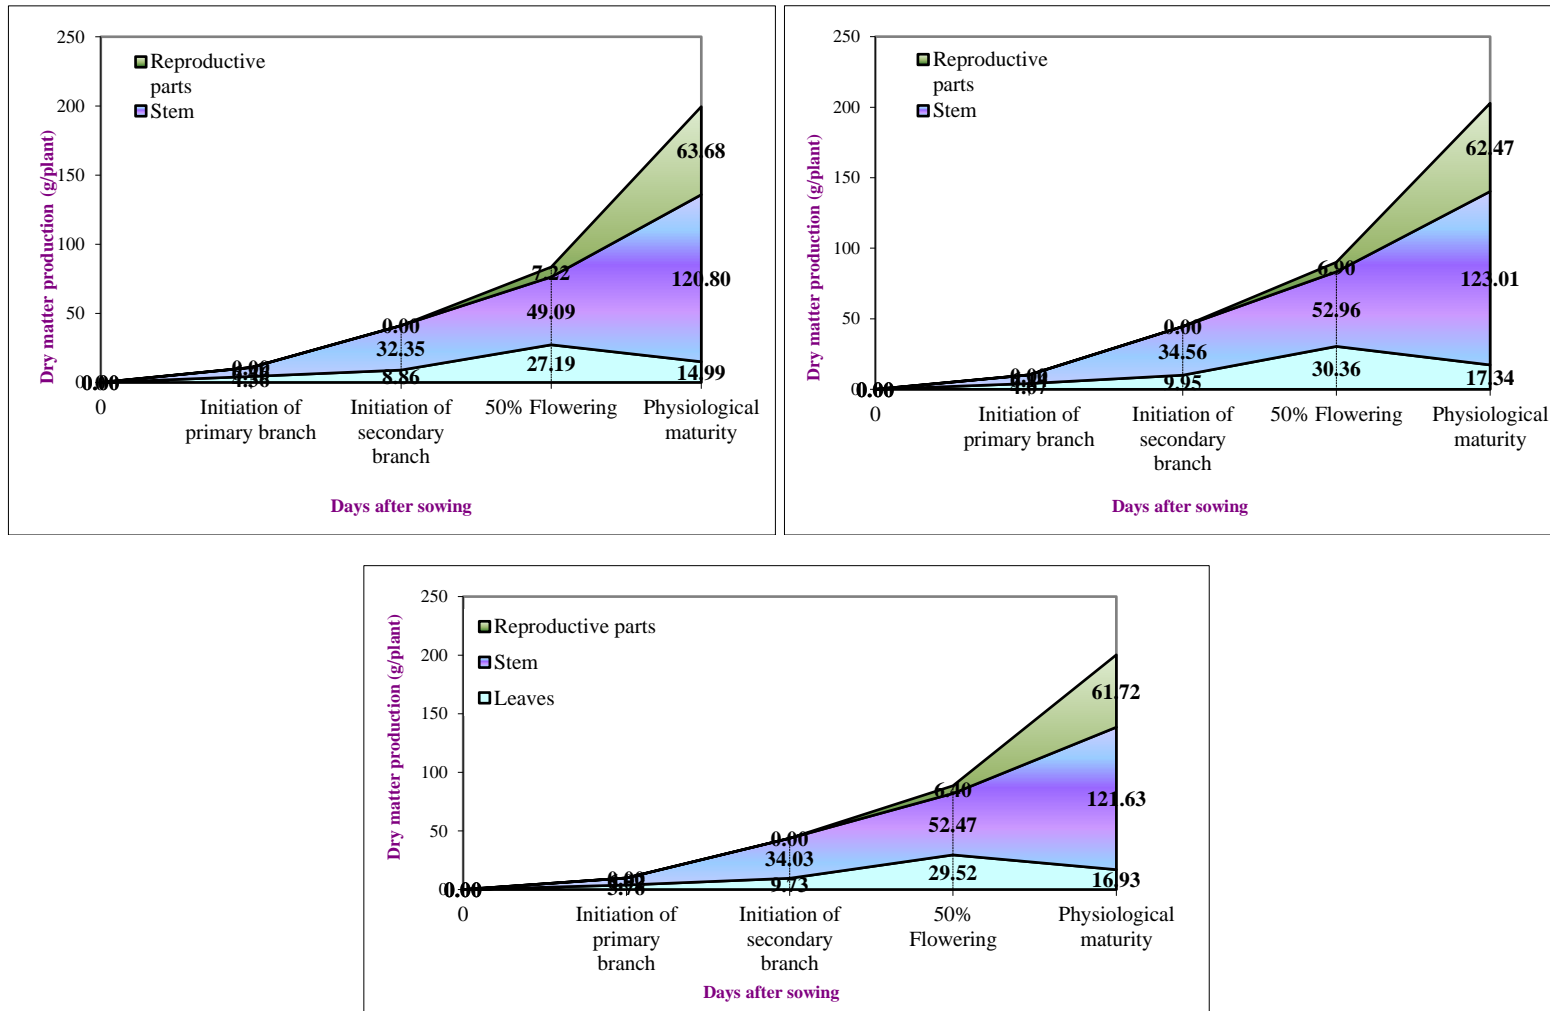 250
200
150
100
50
0
Dry matter production (g/plant)
Reproductive
parts
Stem
63.68
120.80
14.99
7.22
49.09
27.19
0.00
32.35
8.86
0.00
0
Initiation of
primary branch
Initiation of
secondary
branch
50% Flowering
Physiological
maturity
Days after sowing
250
200
150
100
50
0
Dry matter production (g/plant)
Reproductive
parts
Stem
62.47
123.01
17.34
6.90
52.96
30.36
0.00
34.56
9.95
0.00
0
Initiation of
primary branch
Initiation of
secondary
branch
50% Flowering
Physiological
maturity
Days after sowing
250
200
150
100
50
0
Dry matter production (g/plant)
Reproductive parts
Stem
Leaves
61.72
121.63
16.93
6.40
52.47
29.52
0.00
34.03
9.73
0.00
0
Initiation of
primary
branch
Initiation of
secondary
branch
50%
Flowering
Physiological
maturity
Days after sowing